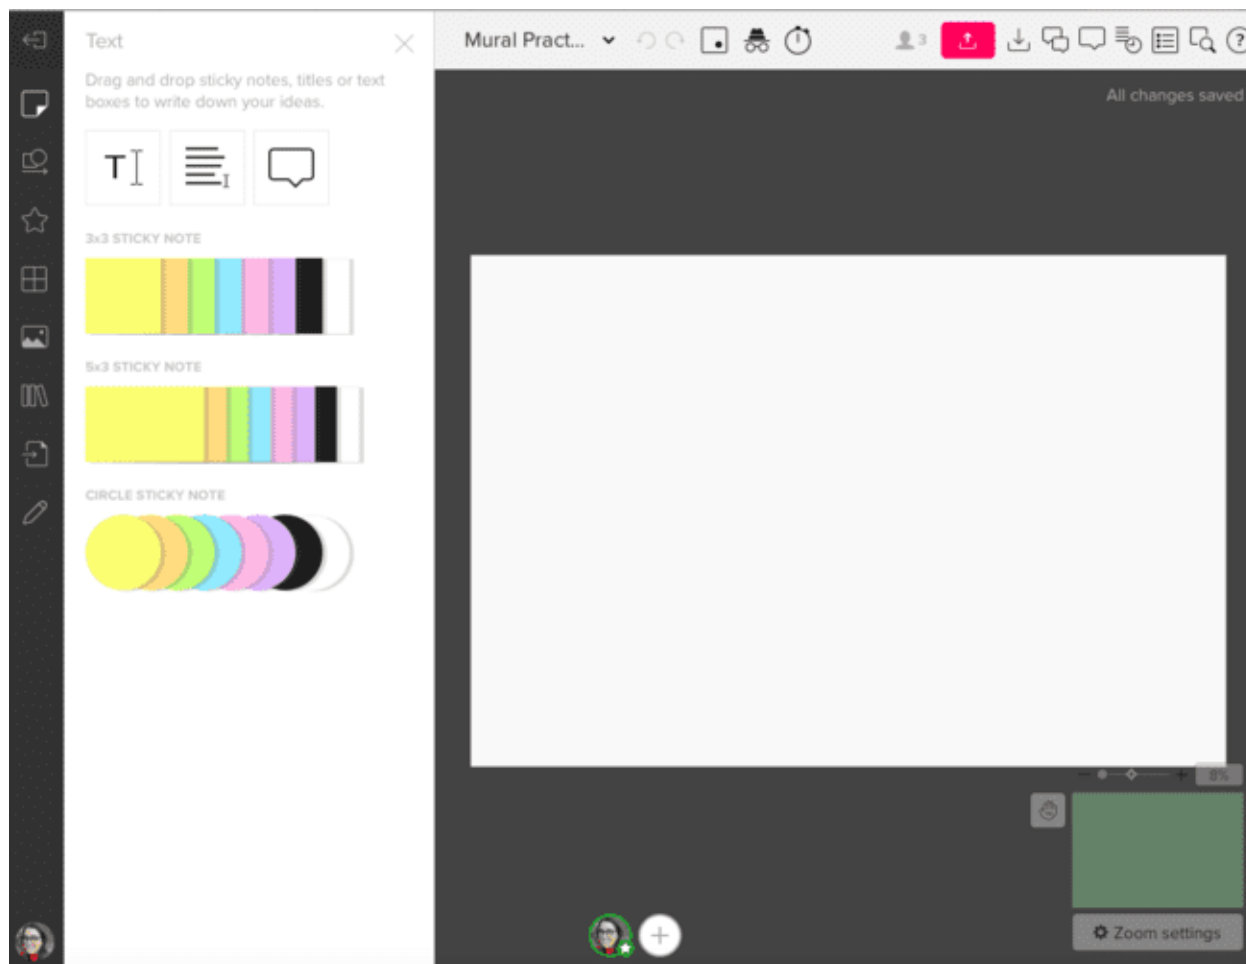 Text
Drag and drop sticky notes, titles or text
boxes to write down your ideas.
T
3x3 STICKY NOTE
5x3 STICKY NOTE
CIRCLE STICKY NOTE
Mural Pract...
3
?
All changes saved
8%
Zoom settings